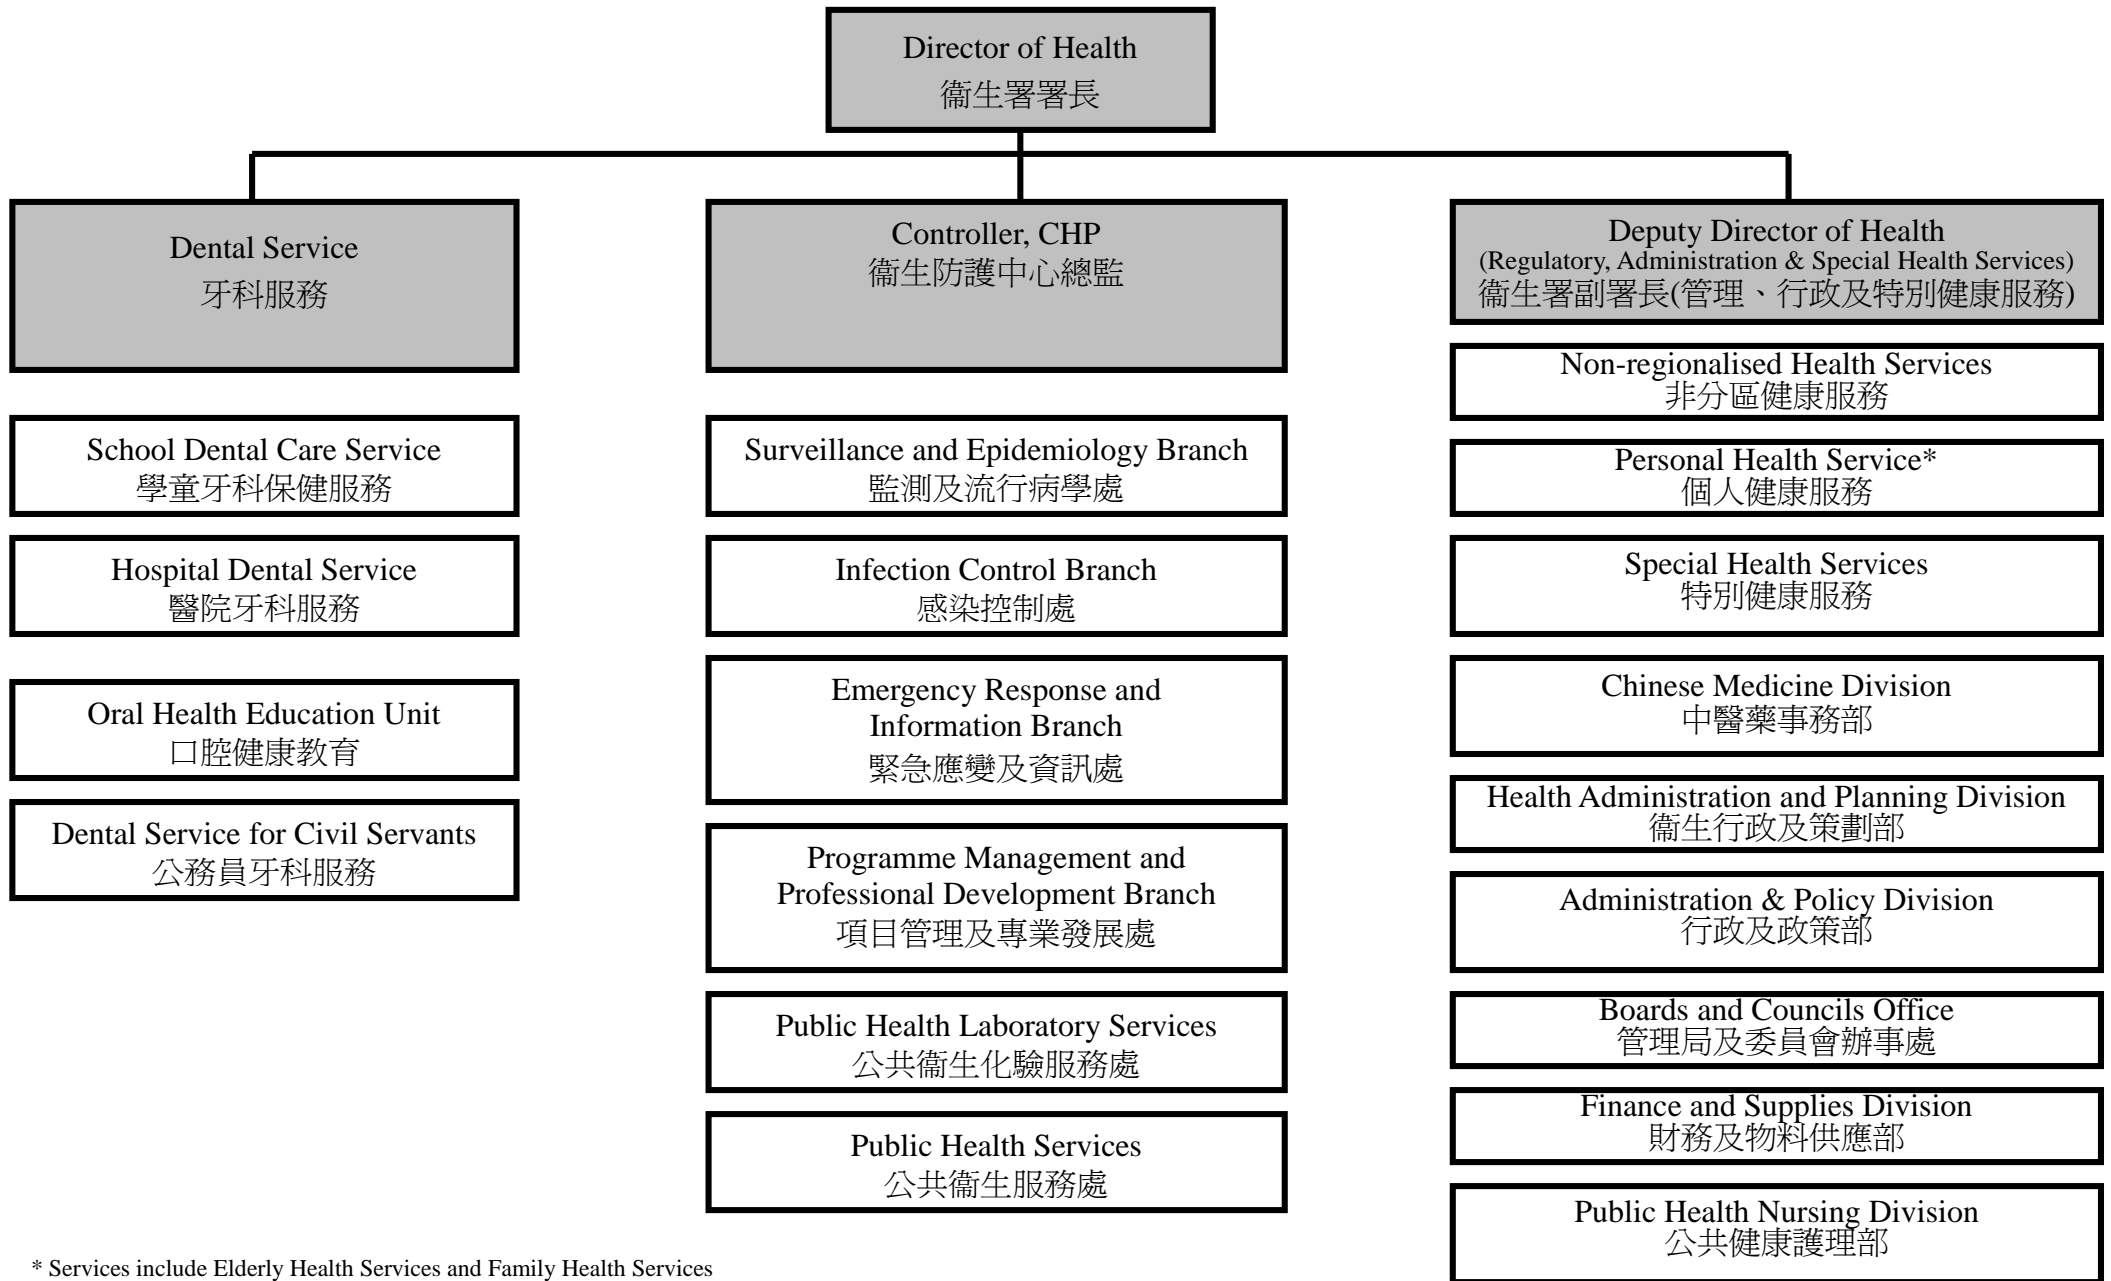 Director of Health
衞生署署長
Dental Service
牙科服務
School Dental Care Service
學童牙科保健服務
Hospital Dental Service
醫院牙科服務
Oral Health Education Unit
口腔健康教育
Dental Service for Civil Servants
公務員牙科服務
Controller, CHP
衞生防護中心總監
Surveillance and Epidemiology Branch
監測及流行病學處
Infection Control Branch
感染控制處
Emergency Response and
Information Branch
緊急應變及資訊處
Programme Management and
Professional Development Branch
項目管理及專業發展處
Public Health Laboratory Services
公共衞生化驗服務處
Public Health Services
公共衞生服務處
Deputy Director of Health
(Regulatory, Administration & Special Health Services)
衞生署副署長(管理、行政及特別健康服務)
Non-regionalised Health Services
非分區健康服務
Personal Health Service*
個人健康服務
Special Health Services
特別健康服務
Chinese Medicine Division
中醫藥事務部
Health Administration and Planning Division
衞生行政及策劃部
Administration & Policy Division
行政及政策部
Boards and Councils Office
管理局及委員會辦事處
Finance and Supplies Division
財務及物料供應部
Public Health Nursing Division
公共健康護理部
* Services include Elderly Health Services and Family Health Services